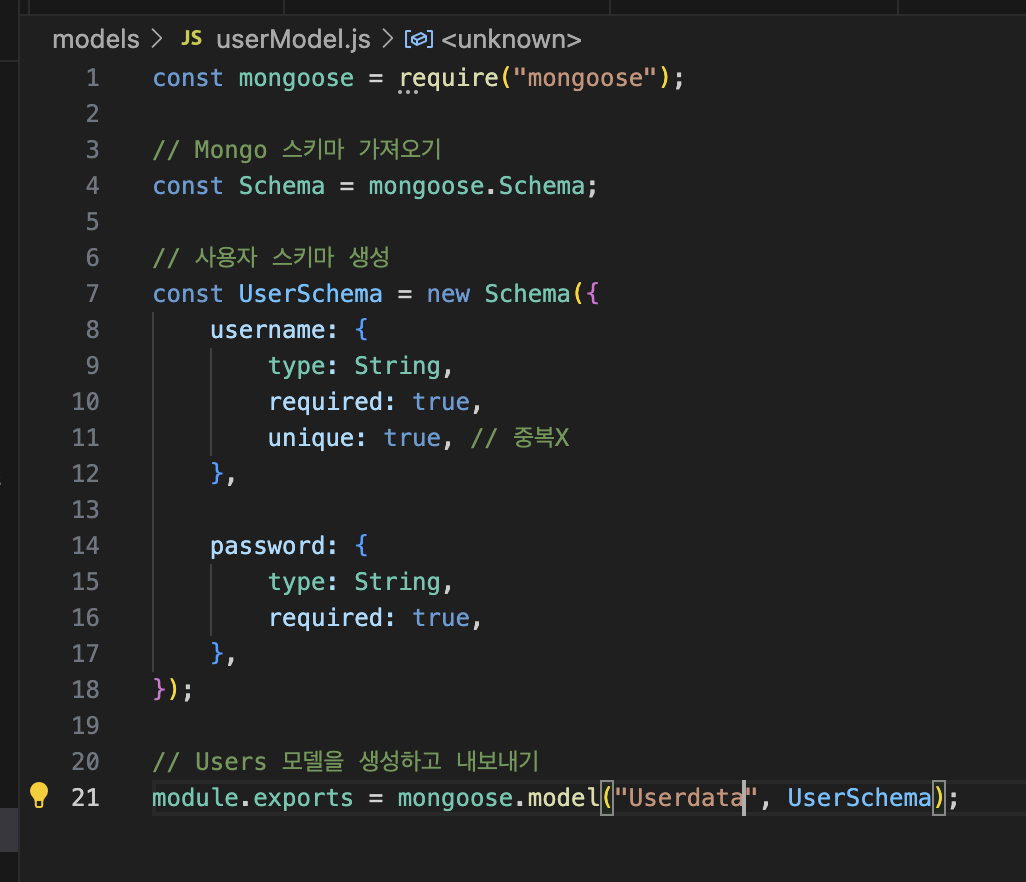 models > JS userModel.js > <unknown>
1 const mongoose = require("mongoose");
2
3 // Mongo 스키마 가져오기
4 const Schema = mongoose.Schema;
5
6 // 사용자 스키마 생성
7 const UserSchema = new Schema({
8     username: {
9         type: String,
10         required: true,
11         unique: true, // 중복X
12     },
13
14     password: {
15         type: String,
16         required: true,
17     },
18 });
19
20 // Users 모델을 생성하고 내보내기
21 module.exports = mongoose.model("Userdata", UserSchema);